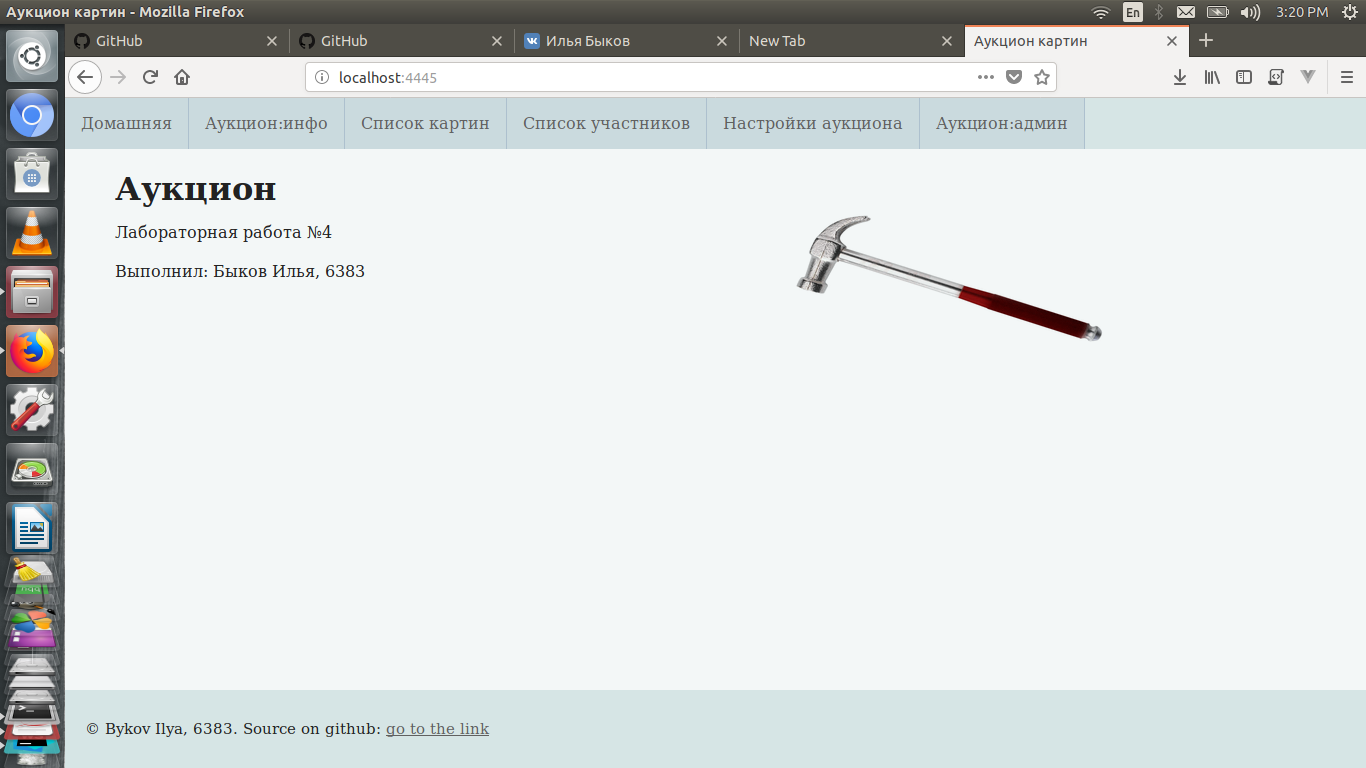 Аукцион картин - Mozilla Firefox
En
3:20 PM
GitHub
GitHub
Илья Быков
New Tab
Аукцион картин
localhost:4445
Домашняя
Аукцион:инфо
Список картин
Список участников
Настройки аукциона
Аукцион:админ
Аукцион
Лабораторная работа №4
Выполнил: Быков Илья, 6383
© Bykov Ilya, 6383. Source on github: go to the link